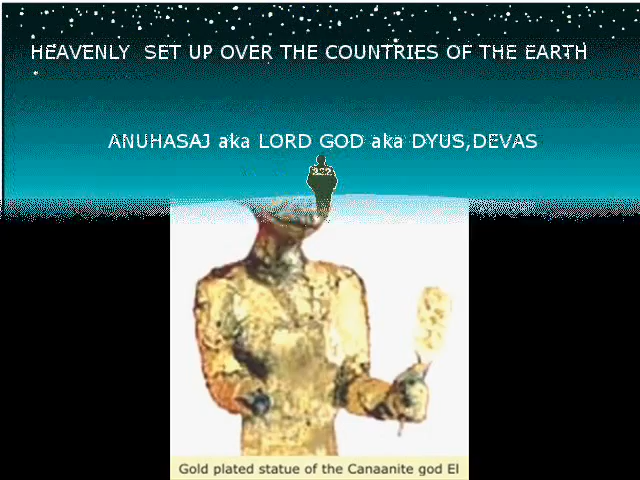 HEAVENLY SET UP OVER THE COUNTRIES OF THE EARTH
ANUHASAJ aka LORD GOD aka DYUS,DEVAS
???
Gold plated statue of the Canaanite god El